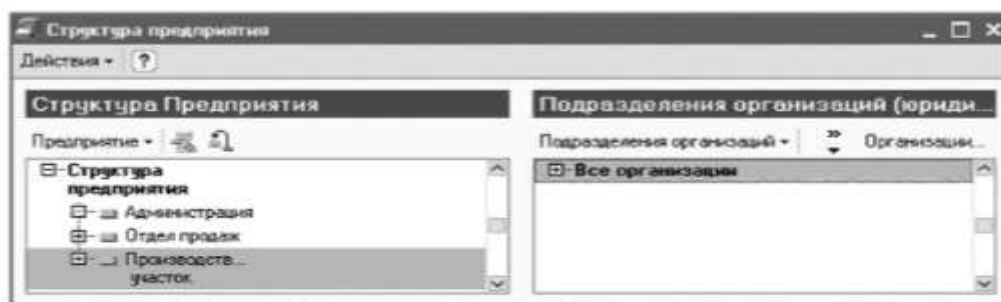 Структура предприятия
Действия ?
Структура Предприятия
Подразделения организаций (юриди...
Предприятие
Подразделения организаций
Организации...
Структура
предприятия
Администрация
Отдел продаж
Производств...
участок
Все организации